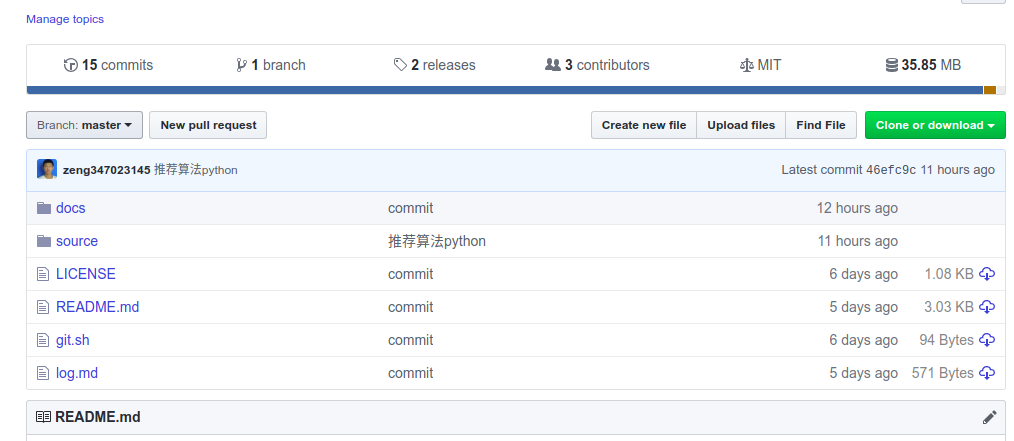 Manage topics
15 commits 1 branch 2 releases 3 contributors MIT 35.85 MB
Branch: master New pull request Create new file Upload files Find File Clone or download
zeng347023145 推荐算法python Latest commit 46efc9c 11 hours ago
docs commit 12 hours ago
source 推荐算法python 11 hours ago
LICENSE commit 6 days ago 1.08 KB
README.md commit 5 days ago 3.03 KB
git.sh commit 6 days ago 94 Bytes
log.md commit 5 days ago 571 Bytes
README.md